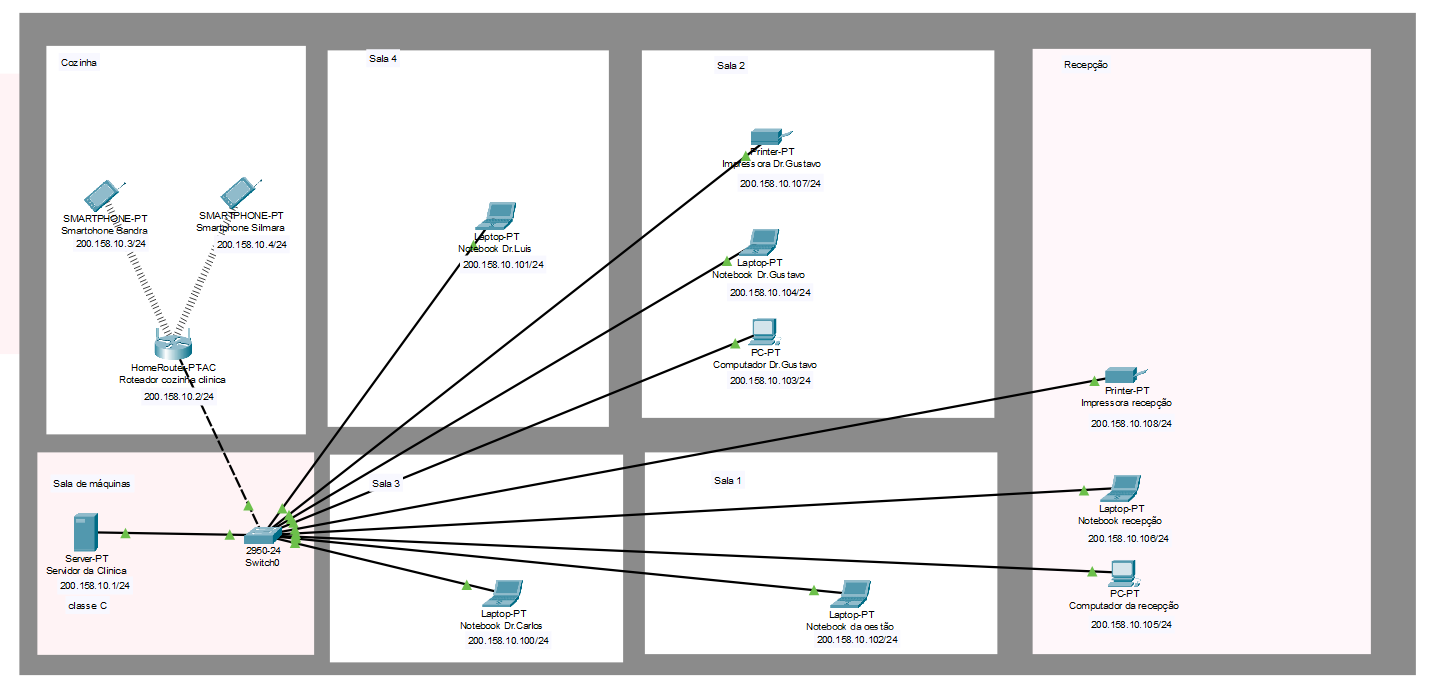 Cozinha
SMARTPHONE-PT
Smartohone Sandra
200.158.10.3/24
SMARTPHONE-PT
Smartphone Silmara
200.158.10.4/24
HomeRouter-PT-AC
Roteador cozinha clinica
200.158.10.2/24
Sala 4
Laptop-PT
Notebook Dr.Luis
200.158.10.101/24
Sala 2
Printer-PT
Impressora Dr.Gustavo
200.158.10.107/24
Laptop-PT
Notebook Dr.Gustavo
200.158.10.104/24
PC-PT
Computador Dr.Gustavo
200.158.10.103/24
Recepção
Printer-PT
Impressora recepção
200.158.10.108/24
Laptop-PT
Notebook recepção
200.158.10.106/24
PC-PT
Computador da recepção
200.158.10.105/24
Sala de máquinas
Server-PT
Servidor da Clinica
200.158.10.1/24
classe C
2950-24
Switch0
Sala 3
Laptop-PT
Notebook Dr.Carlos
200.158.10.100/24
Sala 1
Laptop-PT
Notebook da oestão
200.158.10.102/24